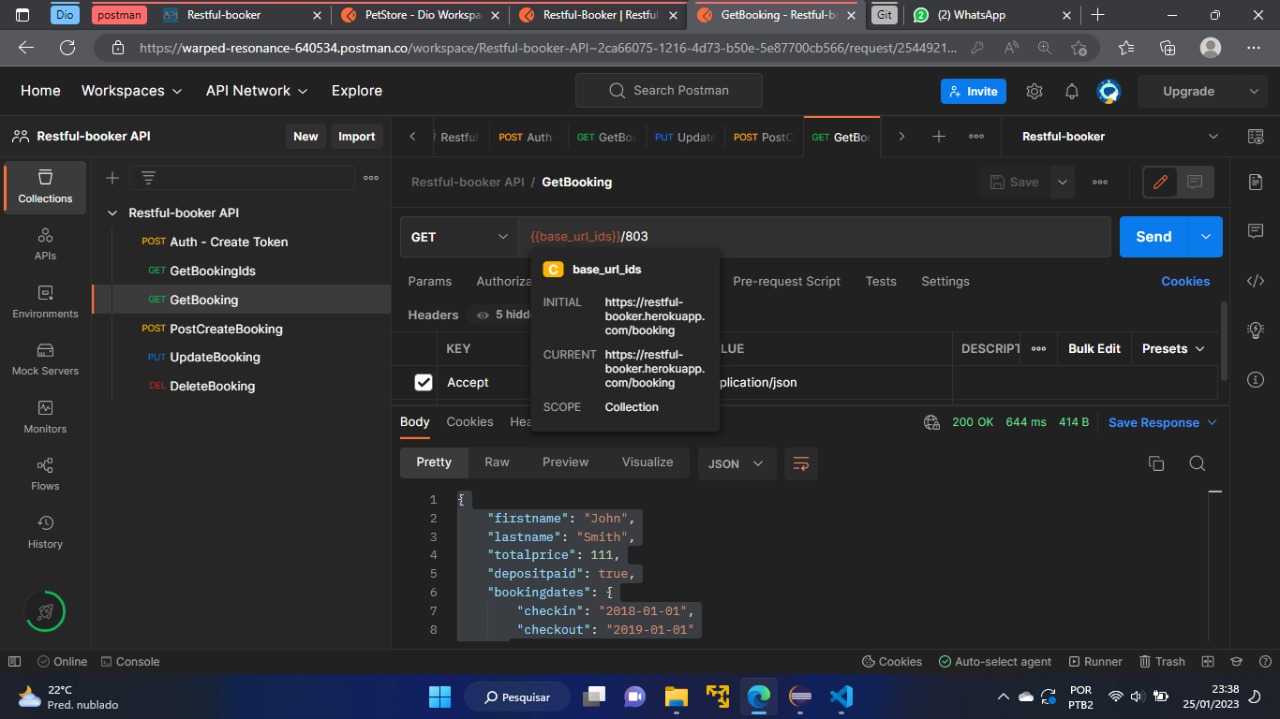 Dio
postman
Restful-booker
PetStore - Dio Workspa
Restful-Booker | Restful
GetBooking - Restful-bo
Git
(2) WhatsApp
https://warped-resonance-640534.postman.co/workspace/Restful-booker-API~2ca66075-1216-4d73-b50e-5e87700cb566/request/2544921...
Home
Workspaces
API Network
Explore
Search Postman
Invite
Upgrade
Restful-booker API
New
Import
Restful
POST Auth
GET GetBo
PUT Update
POST PostC
GET GetBo
Restful-booker
Collections
APIs
Environments
Mock Servers
Monitors
Flows
History
Restful-booker API
POST Auth - Create Token
GET GetBookingIds
GET GetBooking
POST PostCreateBooking
PUT UpdateBooking
DEL DeleteBooking
Restful-booker API / GetBooking
Save
GET
{{base_url_ids}}/803
Send
C base_url_ids
INITIAL
https://restful-
booker.herokuapp.
com/booking
CURRENT
https://restful-
booker.herokuapp.
com/booking
SCOPE
Collection
Params
Authoriza
Pre-request Script
Tests
Settings
Cookies
Headers
5 hidde
KEY
LUE
DESCRIPT
Bulk Edit
Presets
Accept
plication/json
Body
Cookies
Hea
200 OK
644 ms
414 B
Save Response
Pretty
Raw
Preview
Visualize
JSON
1 {
2 "firstname": "John",
3 "lastname": "Smith",
4 "totalprice": 111,
5 "depositpaid": true,
6 "bookingdates": {
7 "checkin": "2018-01-01",
8 "checkout": "2019-01-01"
Online
Console
Cookies
Auto-select agent
Runner
Trash
22°C
Pred. nublado
Pesquisar
POR
PTB2
23:38
25/01/2023